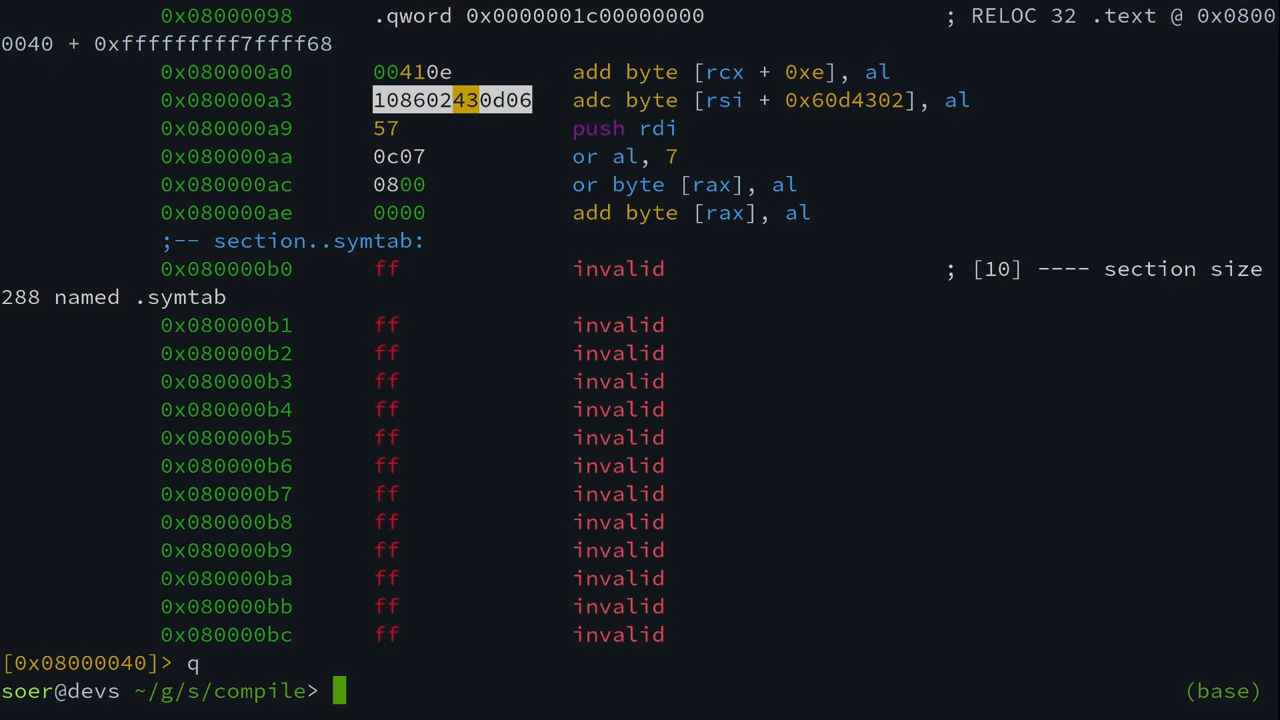 0x08000098 .qword 0x0000001c00000000 ; RELOC 32 .text @ 0x0800
0040 + 0xffffffffff7ffff68
0x080000a0 00410e add byte [rcx + 0xe], al
0x080000a3 108602430d06 adc byte [rsi + 0x60d4302], al
0x080000a9 57 push rdi
0x080000aa 0c07 or al, 7
0x080000ac 0800 or byte [rax], al
0x080000ae 0000 add byte [rax], al
;-- section..symtab:
0x080000b0 ff invalid ; [10] ---- section size
288 named .symtab
0x080000b1 ff invalid
0x080000b2 ff invalid
0x080000b3 ff invalid
0x080000b4 ff invalid
0x080000b5 ff invalid
0x080000b6 ff invalid
0x080000b7 ff invalid
0x080000b8 ff invalid
0x080000b9 ff invalid
0x080000ba ff invalid
0x080000bb ff invalid
0x080000bc ff invalid
[0x08000040]> q
soer@devs ~/g/s/compile> (base)